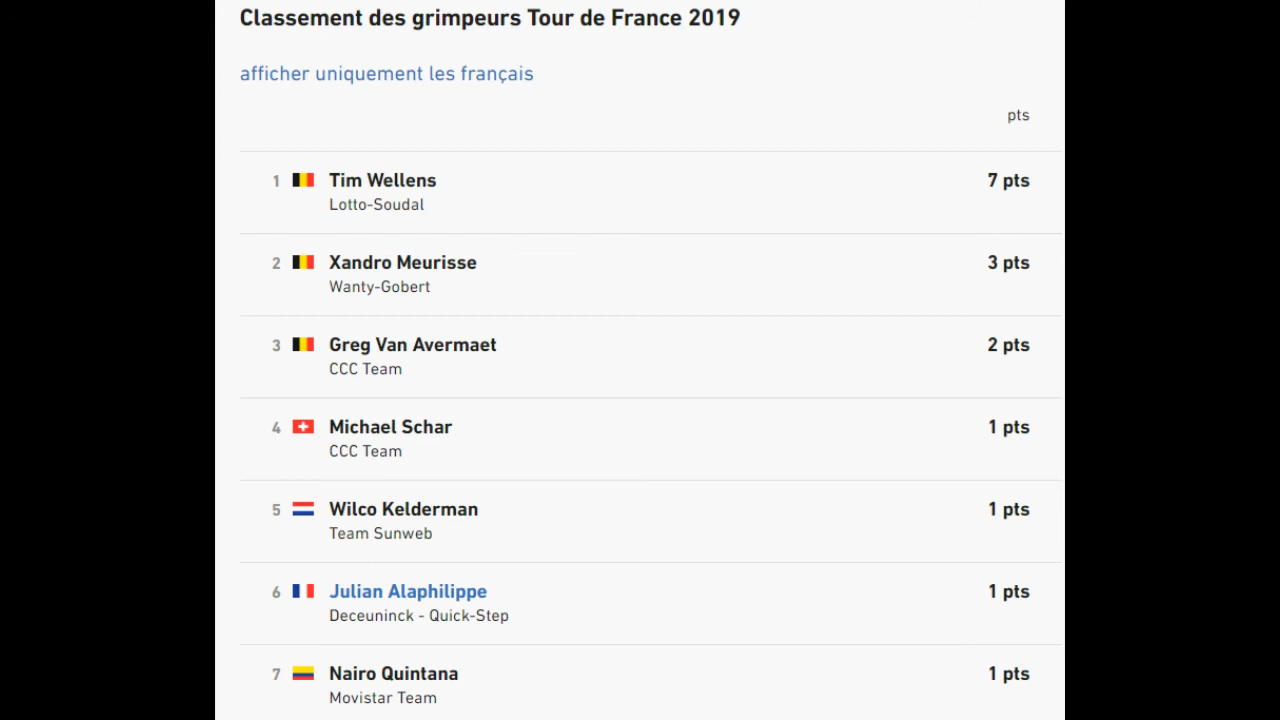 Classement des grimpeurs Tour de France 2019
afficher uniquement les français
pts
1 Tim Wellens 7 pts
Lotto-Soudal
2 Xandro Meurisse 3 pts
Wanty-Gobert
3 Greg Van Avermaet 2 pts
CCC Team
4 Michael Schar 1 pts
CCC Team
5 Wilco Kelderman 1 pts
Team Sunweb
6 Julian Alaphilippe 1 pts
Deceuninck - Quick-Step
7 Nairo Quintana 1 pts
Movistar Team